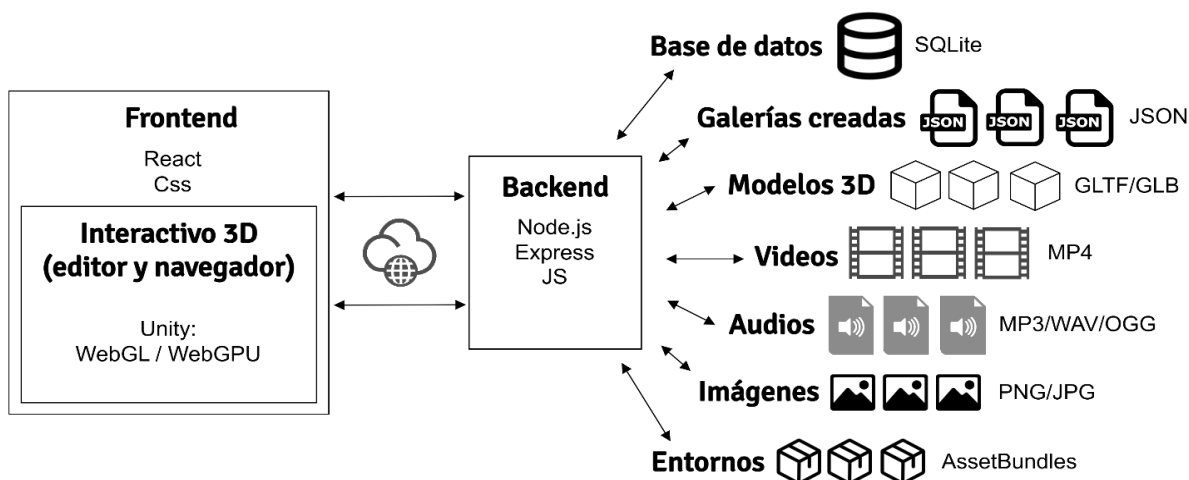 Frontend
React
Css
Interactivo 3D
(editor y navegador)
Unity:
WebGL / WebGPU
Backend
Node.js
Express
JS
Base de datos SQLite
Galerías creadas JSON JSON JSON JSON
Modelos 3D GLTF/GLB
Videos MP4
Audios MP3/WAV/OGG
Imágenes PNG/JPG
Entornos AssetBundles